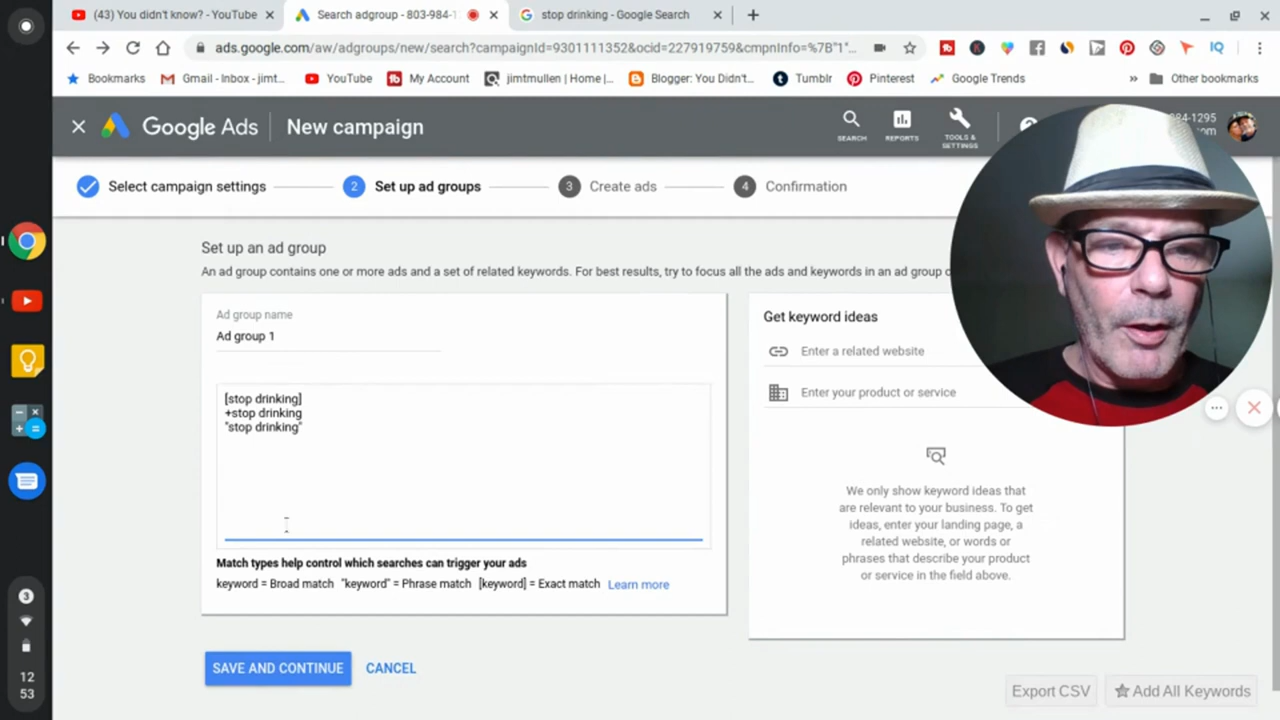 (43) You didn't know? - YouTube
Search adgroup - 803-984-1
stop drinking - Google Search
ads.google.com/aw/adgroups/new/search?campaignId=9301111352&ocid=227919759&cmpnInfo=%7B"1"...
Bookmarks
Gmail - Inbox - jimt...
YouTube
My Account
jimtmullen | Home |...
Blogger: You Didn't...
Tumblr
Pinterest
Google Trends
»
Other bookmarks
Google Ads
New campaign
SEARCH
REPORTS
TOOLS &
SETTINGS
84-1295
com
Select campaign settings
2 Set up ad groups
3 Create ads
4 Confirmation
Set up an ad group
An ad group contains one or more ads and a set of related keywords. For best results, try to focus all the ads and keywords in an ad group o
Ad group name
Ad group 1
[stop drinking]
+stop drinking
"stop drinking"
Match types help control which searches can trigger your ads
keyword = Broad match "keyword" = Phrase match [keyword] = Exact match Learn more
Get keyword ideas
Enter a related website
Enter your product or service
We only show keyword ideas that
are relevant to your business. To get
ideas, enter your landing page, a
related website, or words or
phrases that describe your product
or service in the field above.
SAVE AND CONTINUE
CANCEL
Export CSV
Add All Keywords
3
12
53
IQ